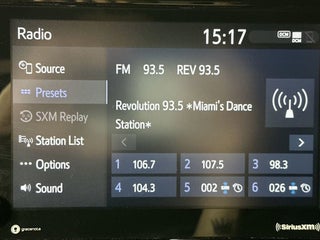 Radio 15:17 DCM
Source
Presets
SXM Replay
Station List
Options
Sound
FM 93.5 REV 93.5
Revolution 93.5 *Miami's Dance
Station*
1 106.7 2 107.5 3 98.3
4 104.3 5 002 6 026
gracenote
((SiriusXM))